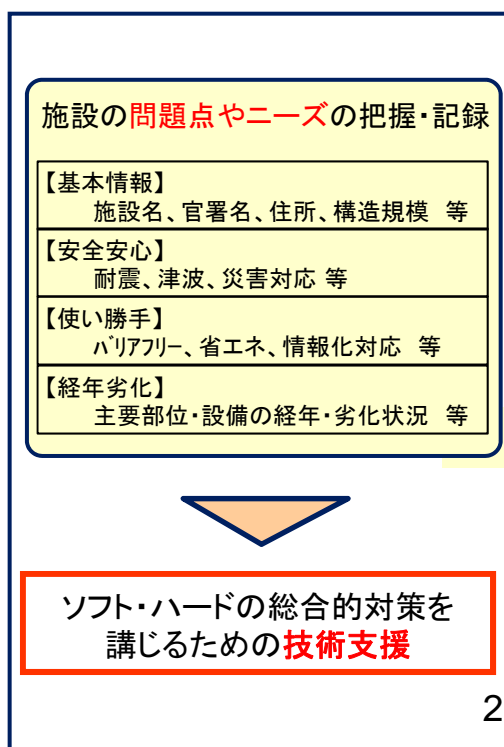 施設の問題点やニーズの把握・記録
【基本情報】
施設名、官署名、住所、構造規模 等
【安全安心】
耐震、津波、災害対応 等
【使い勝手】
ﾊﾞﾘｱﾌﾘｰ、省エネ、情報化対応 等
【経年劣化】
主要部位・設備の経年・劣化状況 等
ソフト・ハードの総合的対策を
講じるための技術支援
2